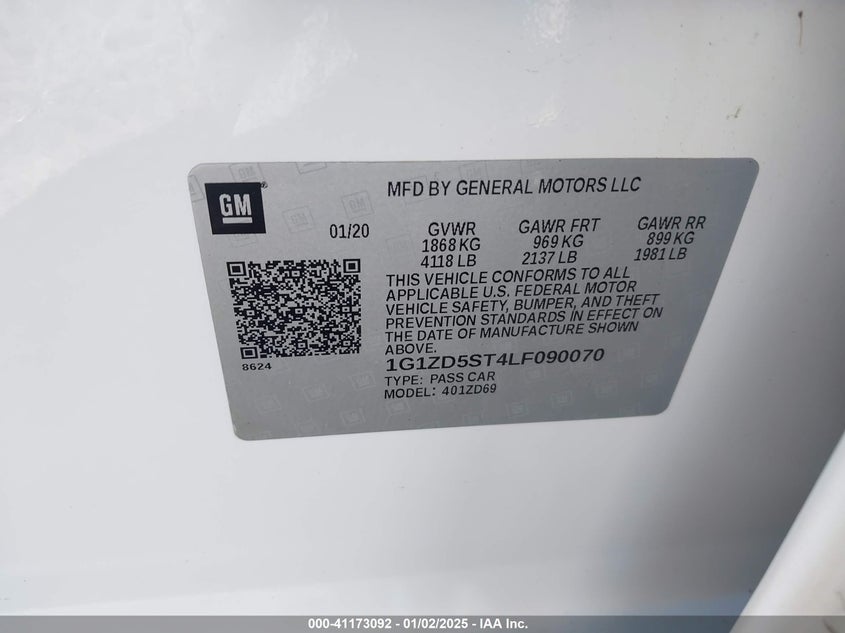 GM
MFD BY GENERAL MOTORS LLC
01/20 GVWR GAWR FRT GAWR RR
1868 KG 969 KG 899 KG
4118 LB 2137 LB 1981 LB
THIS VEHICLE CONFORMS TO ALL
APPLICABLE U.S. FEDERAL MOTOR
VEHICLE SAFETY, BUMPER, AND THEFT
PREVENTION STANDARDS IN EFFECT ON
THE DATE OF MANUFACTURE SHOWN
ABOVE.
8624
1G1ZD5ST4LF090070
TYPE: PASS CAR
MODEL: 401ZD69
000-41173092 - 01/02/2025 - IAA Inc.